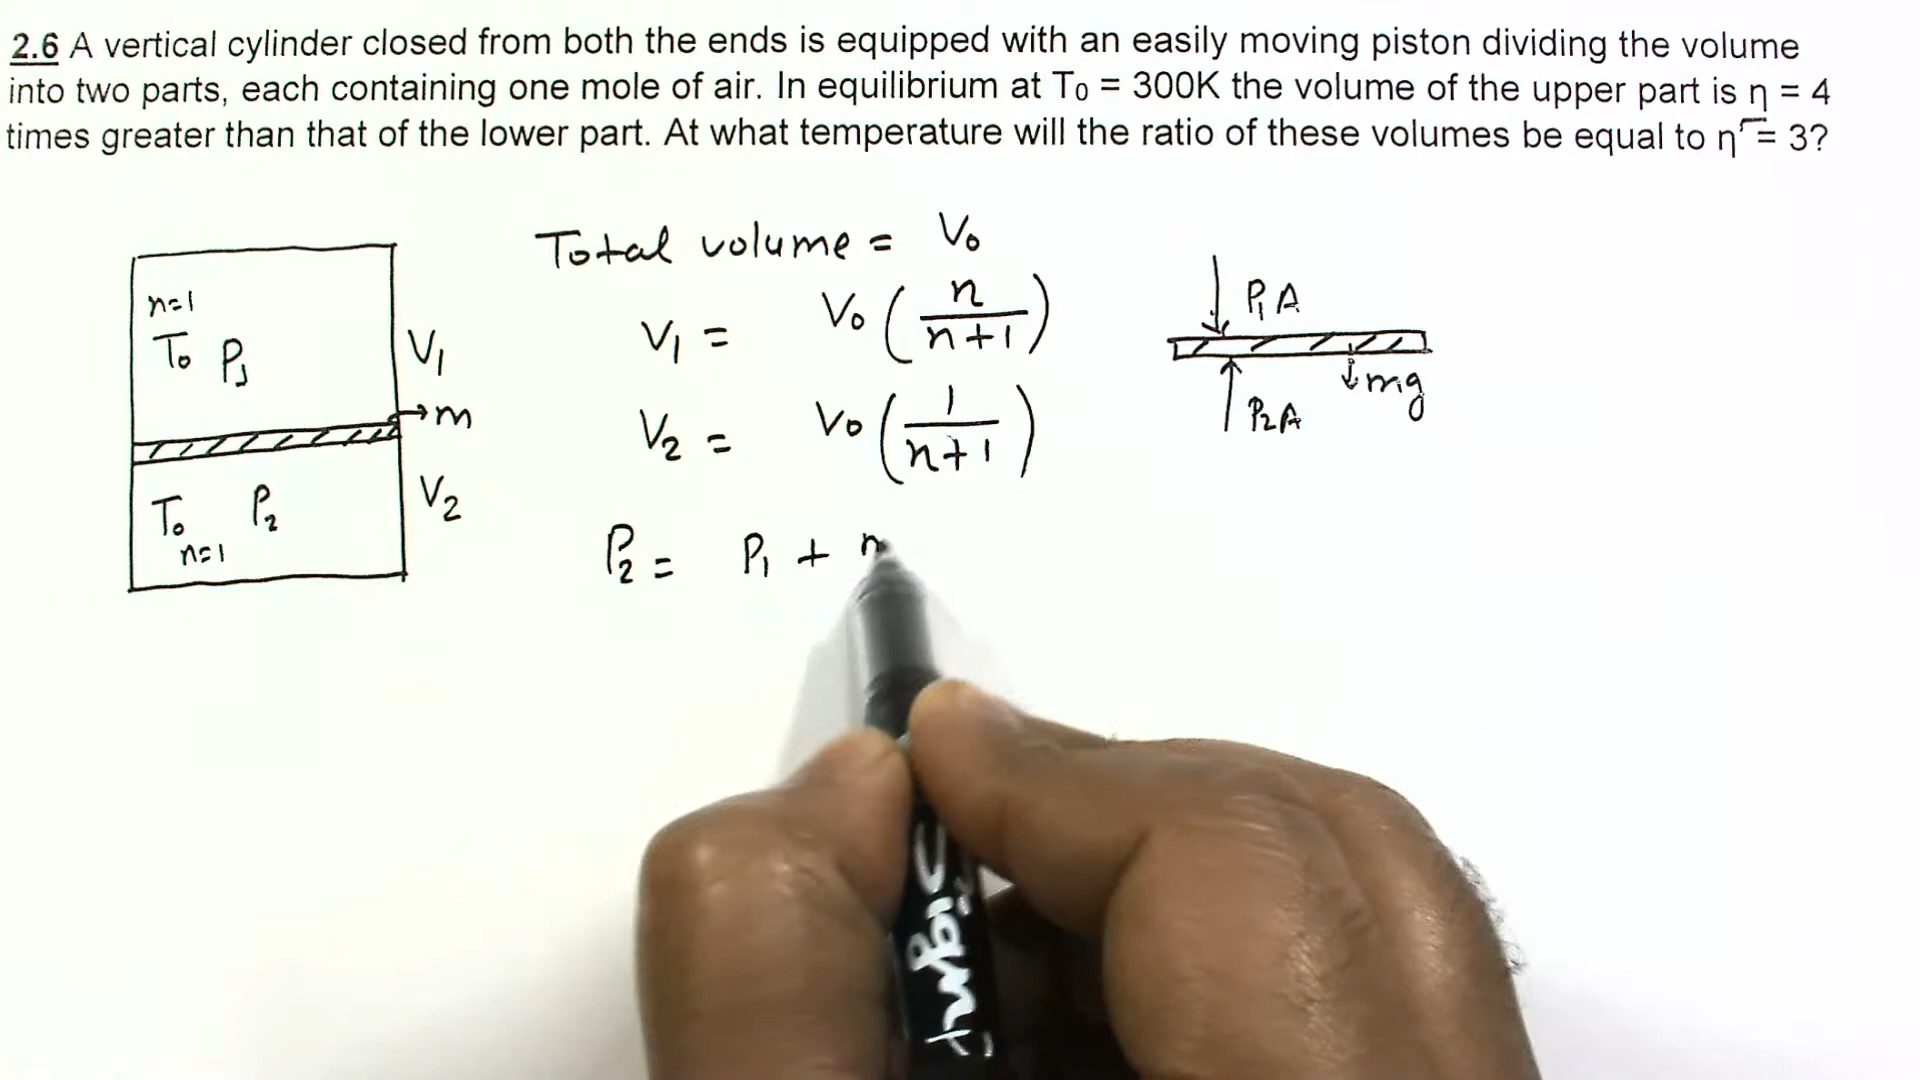 2.6 A vertical cylinder closed from both the ends is equipped with an easily moving piston dividing the volume
into two parts, each containing one mole of air. In equilibrium at T₀ = 300K the volume of the upper part is η = 4
times greater than that of the lower part. At what temperature will the ratio of these volumes be equal to η' = 3?
Total volume = V₀
n=1
T₀ P₁
V₁
V₁ = V₀ (n/(n+1))
P₁A
→m
mg
P₂A
V₂ = V₀ (1/(n+1))
T₀ P₂
V₂
n=1
P₂ = P₁ +